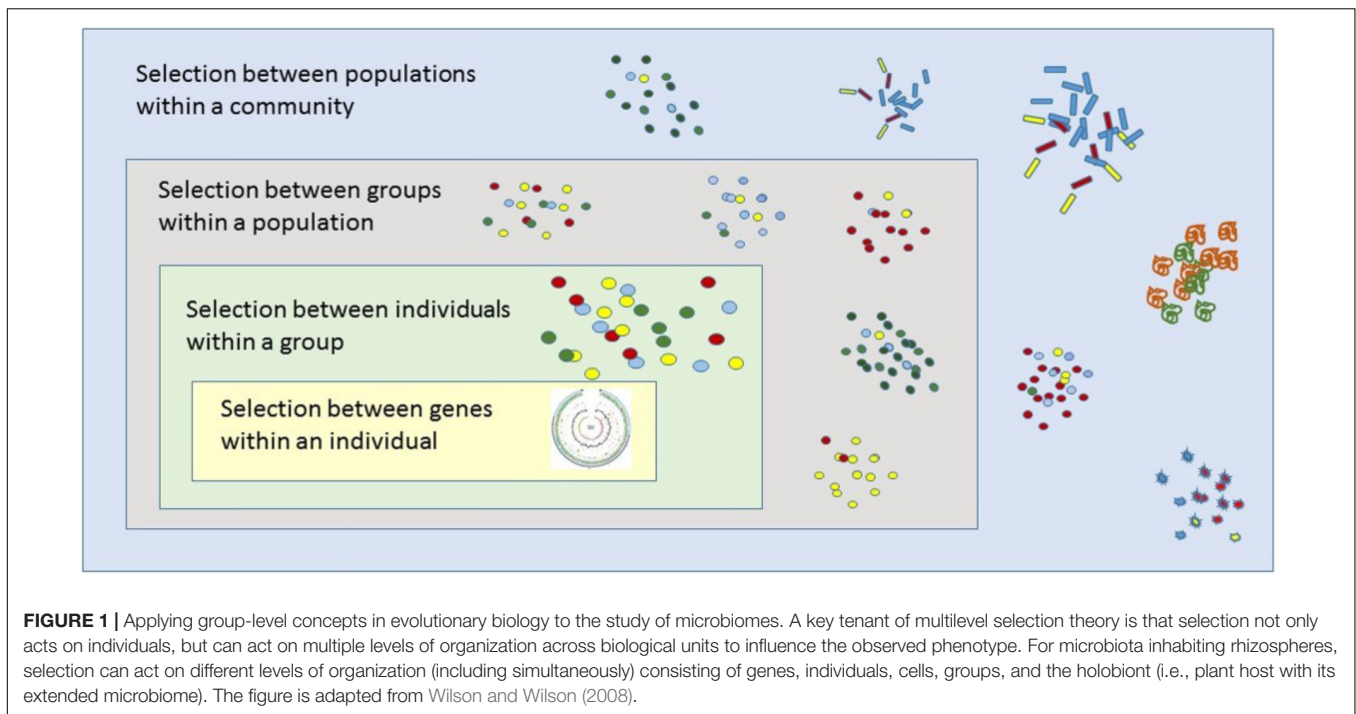 Selection between populations
within a community
Selection between groups
within a population
Selection between individuals
within a group
Selection between genes
within an individual
FIGURE 1 | Applying group-level concepts in evolutionary biology to the study of microbiomes. A key tenant of multilevel selection theory is that selection not only
acts on individuals, but can act on multiple levels of organization across biological units to influence the observed phenotype. For microbiota inhabiting rhizospheres,
selection can act on different levels of organization (including simultaneously) consisting of genes, individuals, cells, groups, and the holobiont (i.e., plant host with its
extended microbiome). The figure is adapted from Wilson and Wilson (2008).